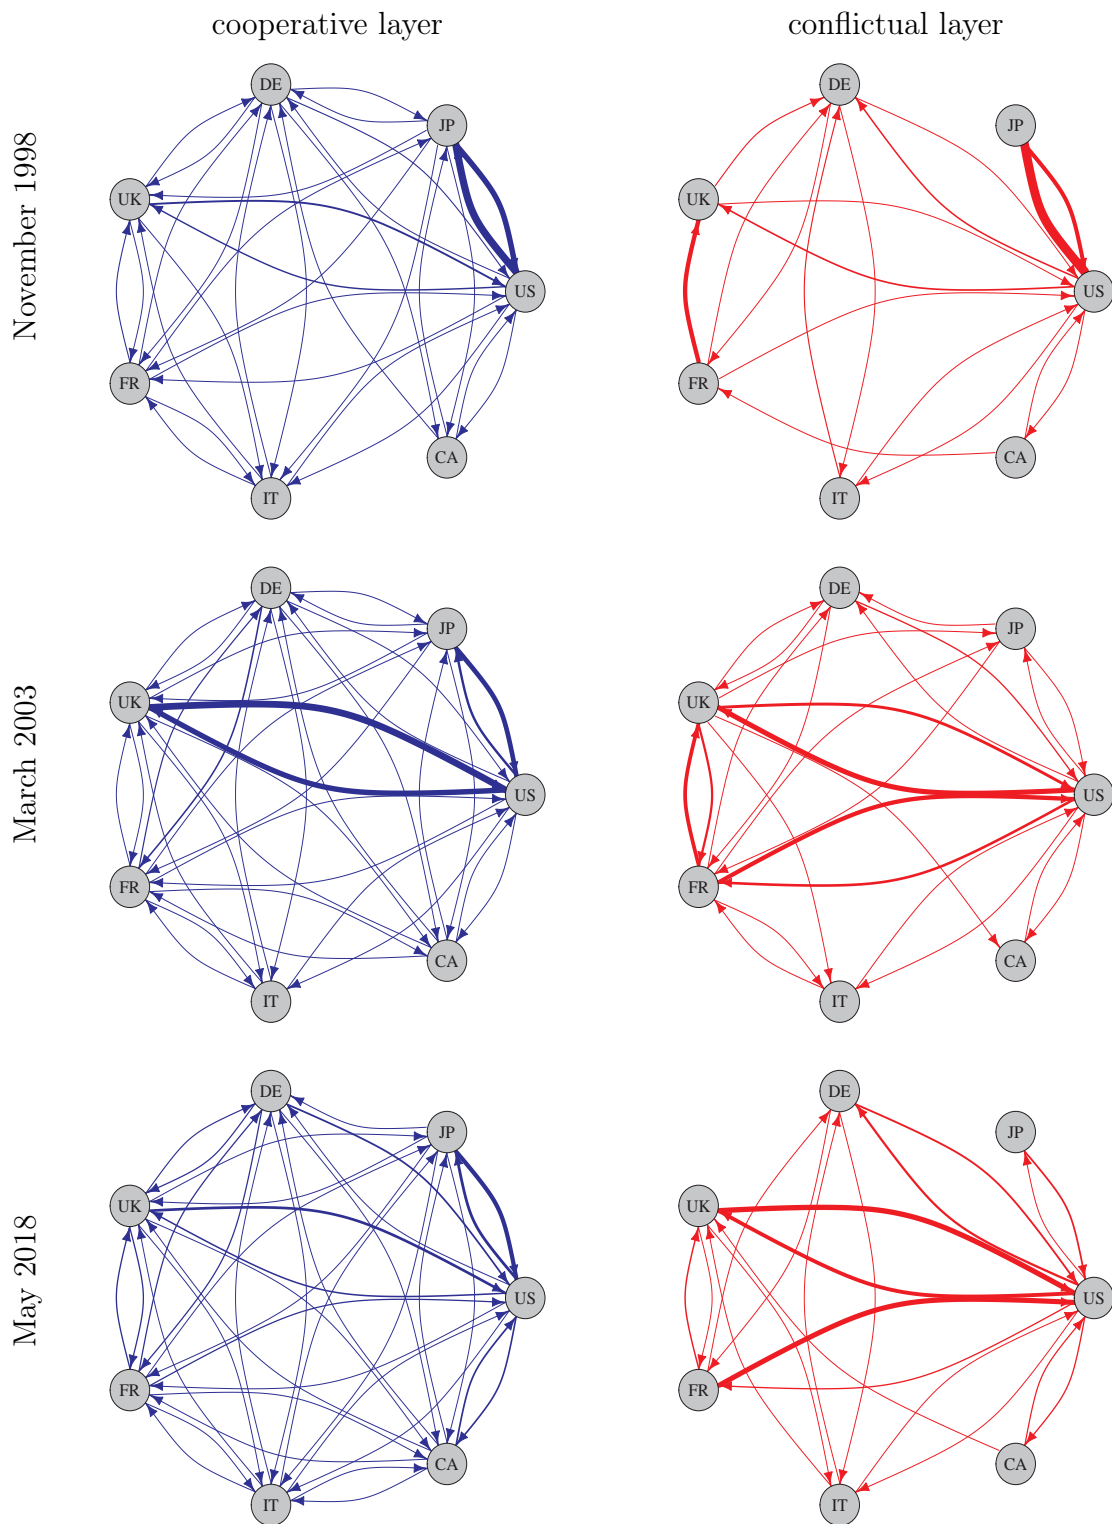 cooperative layer
conflictual layer
November 1998
DE
JP
UK
US
FR
CA
IT
DE
JP
UK
US
FR
CA
IT
March 2003
DE
JP
UK
US
FR
CA
IT
DE
JP
UK
US
FR
CA
IT
May 2018
DE
JP
UK
US
FR
CA
IT
DE
JP
UK
US
FR
CA
IT